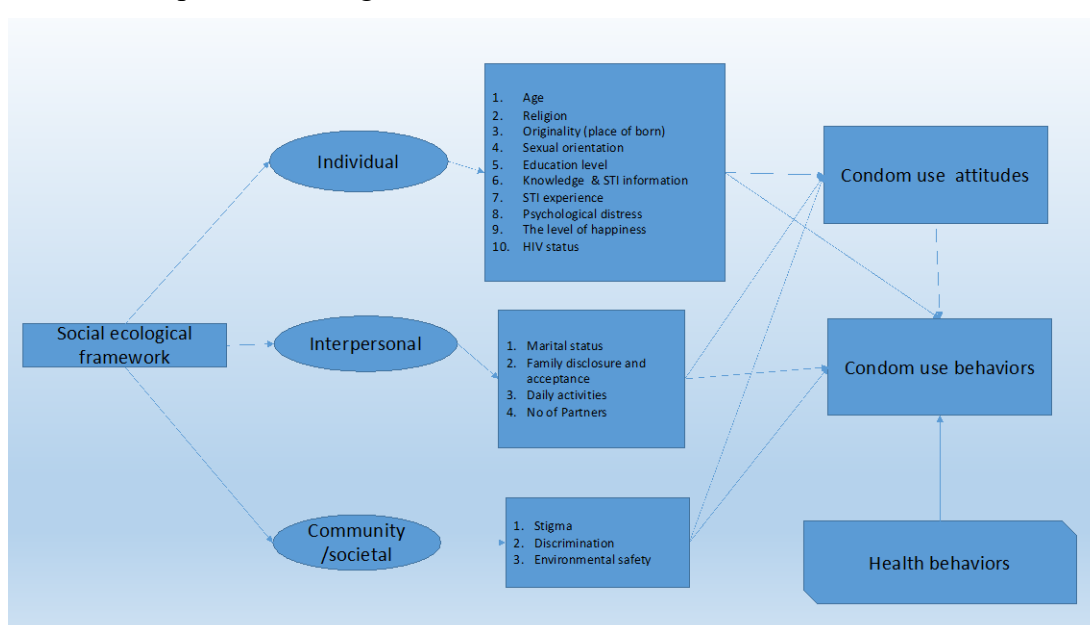 Social ecological
framework
Individual
Interpersonal
Community
/societal
1. Age
2. Religion
3. Originality (place of born)
4. Sexual orientation
5. Education level
6. Knowledge & STI information
7. STI experience
8. Psychological distress
9. The level of happiness
10. HIV status
1. Marital status
2. Family disclosure and
acceptance
3. Daily activities
4. No of Partners
1. Stigma
2. Discrimination
3. Environmental safety
Condom use attitudes
Condom use behaviors
Health behaviors